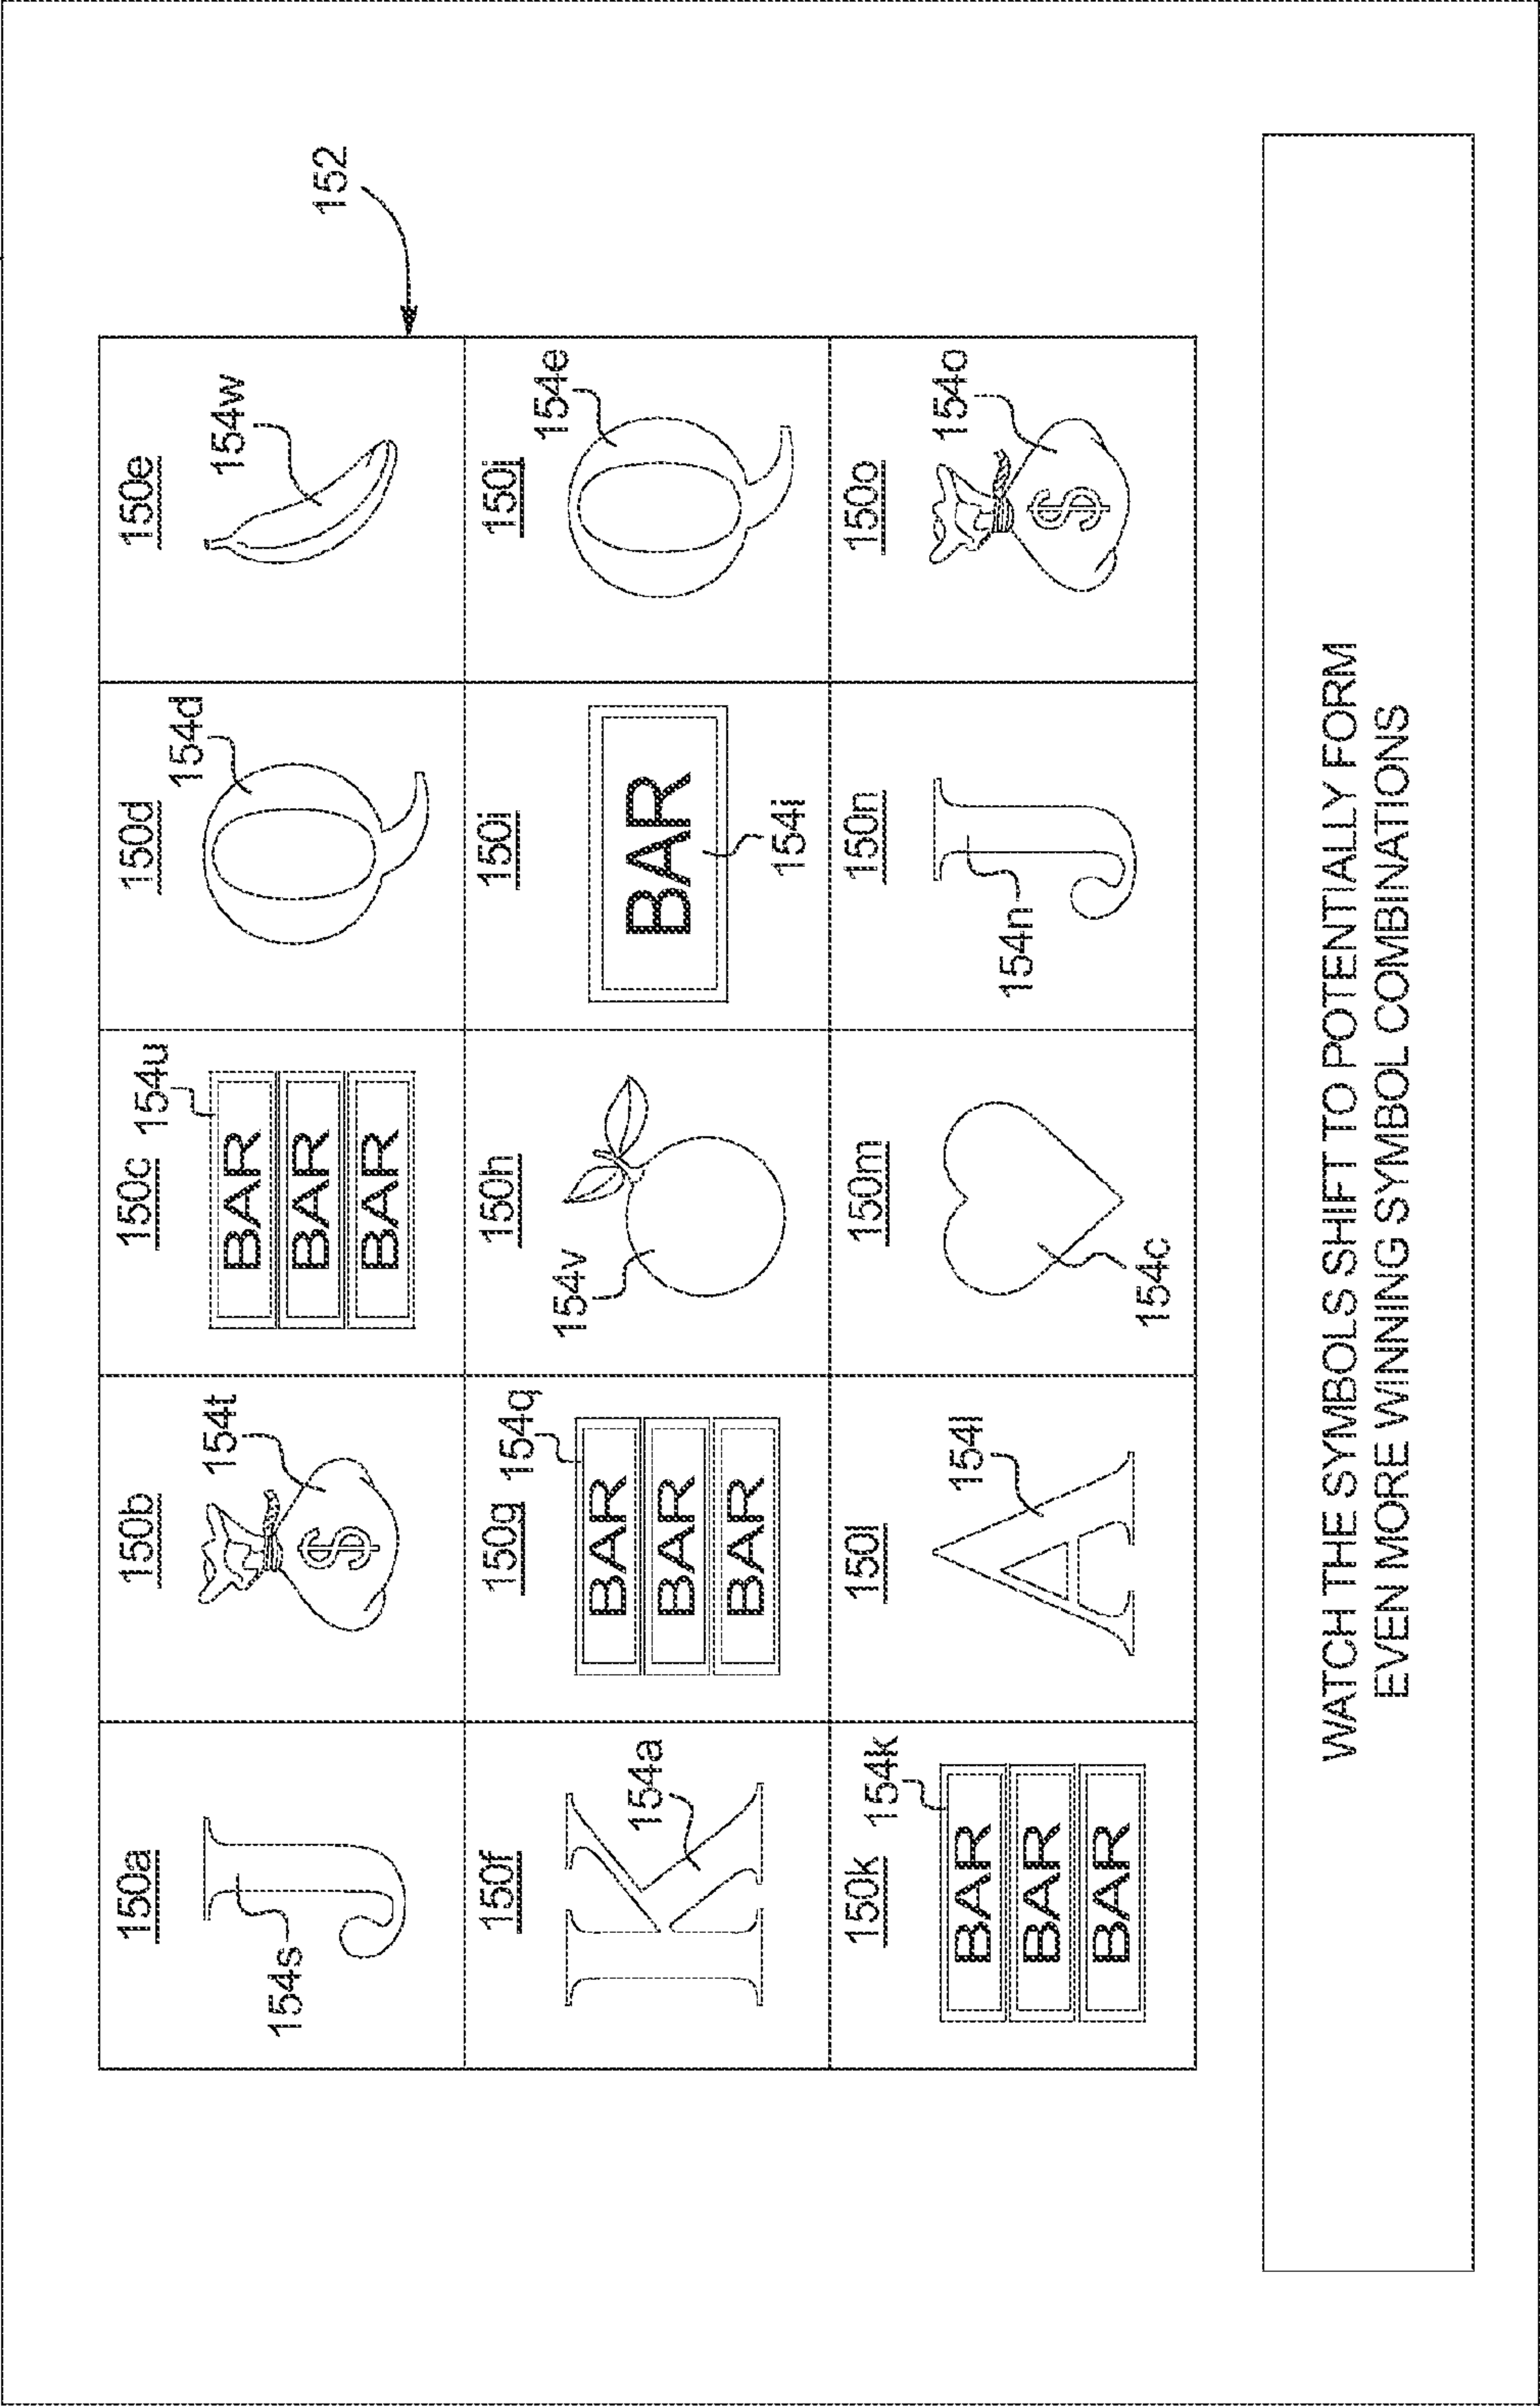 152
150a
154s
150b
154t
150c
154u
150d
154d
150e
154w
150f
154a
150g
154q
BAR
BAR
BAR
BAR
BAR
BAR
150h
154v
150i
BAR
154i
150j
154e
150k
154k
BAR
BAR
BAR
150l
154l
150m
154c
150n
154n
150o
154o
Q
Q
J
J
K
A
$
$
WATCH THE SYMBOLS SHIFT TO POTENTIALLY FORM
EVEN MORE WINNING SYMBOL COMBINATIONS